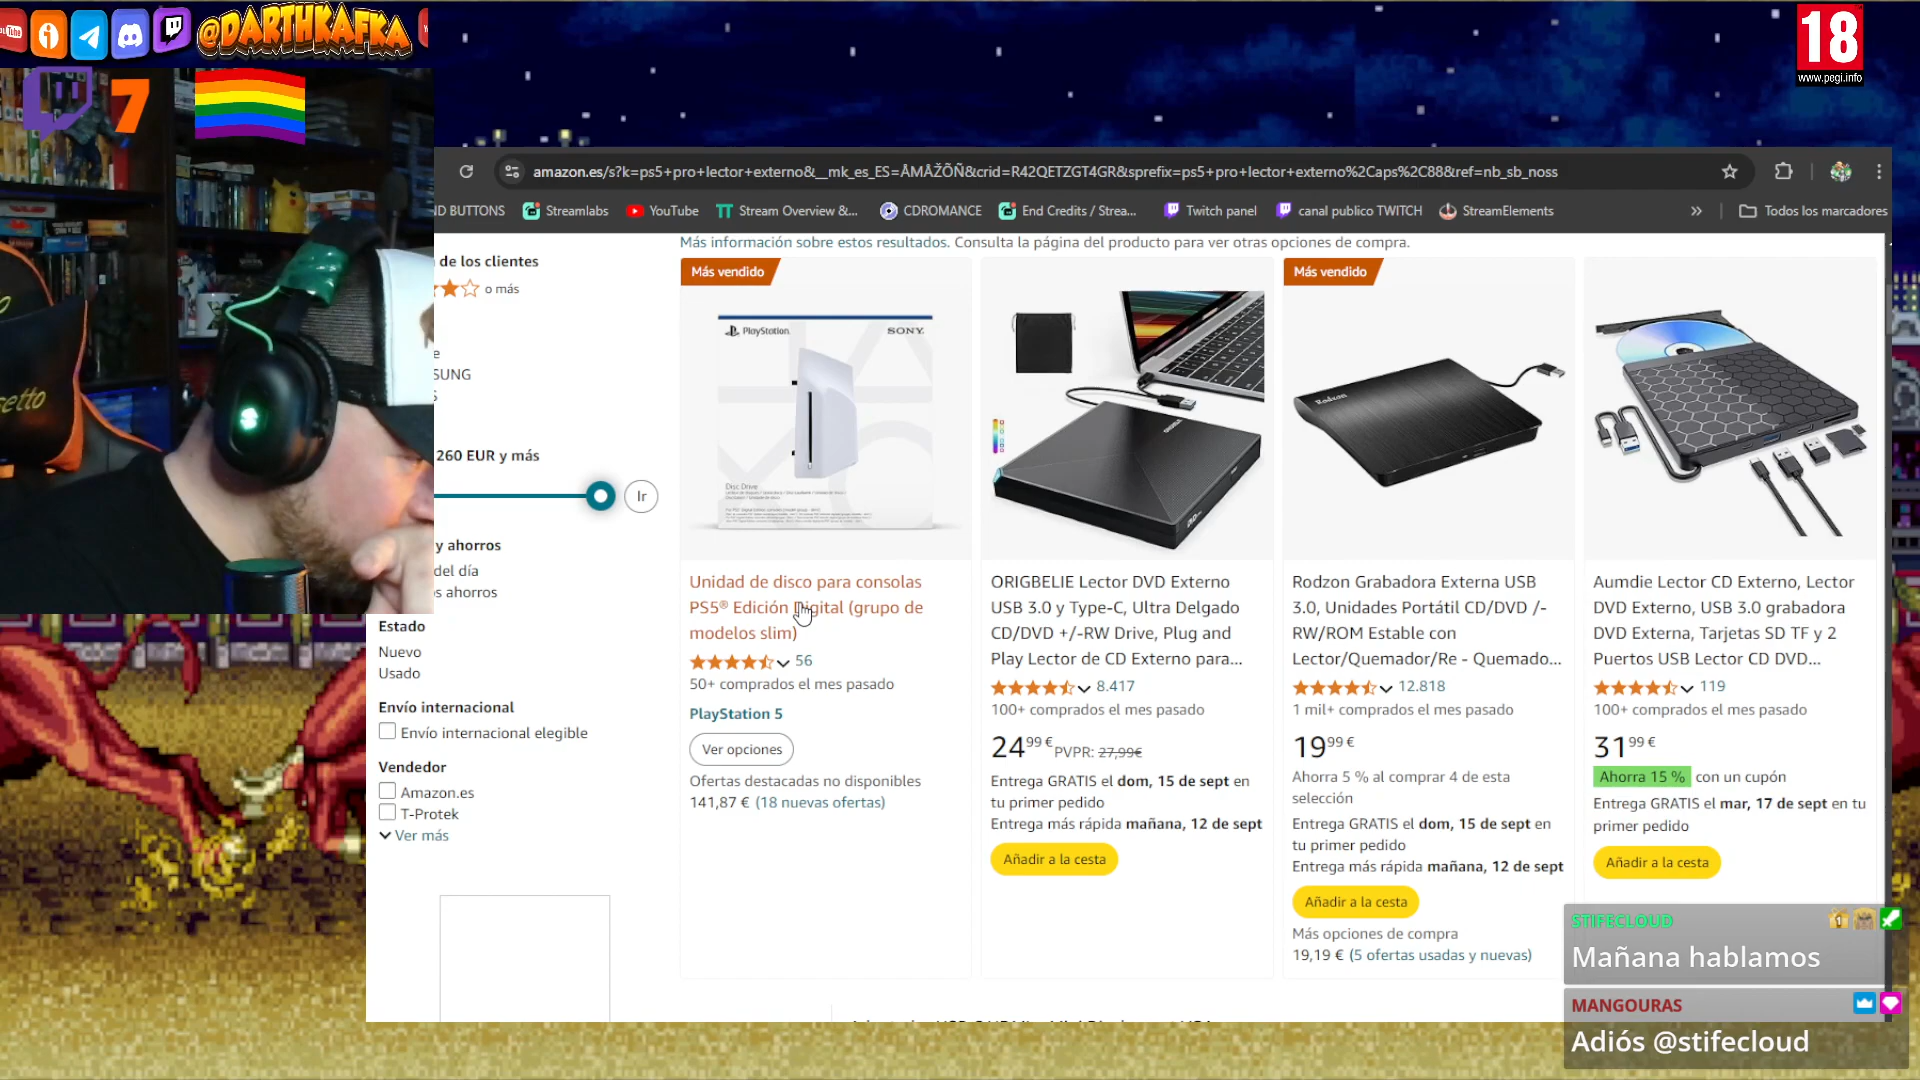 YouTube
@DARTHKAFKA
18
www.pegi.info
7
amazon.es/s?k=ps5+pro+lector+externo&__mk_es_ES=ÅMÅŽÕÑ&crid=R42QETZGT4GR&sprefix=ps5+pro+lector+externo%2Caps%2C88&ref=nb_sb_noss
ND BUTTONS
Streamlabs
YouTube
Stream Overview &...
CDROMANCE
End Credits / Strea...
Twitch panel
canal publico TWITCH
StreamElements
»
Todos los marcadores
Más información sobre estos resultados. Consulta la página del producto para ver otras opciones de compra.
de los clientes
o más
e
SUNG
260 EUR y más
Ir
y ahorros
del día
os ahorros
Estado
Nuevo
Usado
Envío internacional
Envío internacional elegible
Vendedor
Amazon.es
T-Protek
Ver más
Más vendido
PlayStation
SONY
Disc Drive
Unidad de disco para consolas
PS5® Edición Digital (grupo de
modelos slim)
56
50+ comprados el mes pasado
PlayStation 5
Ver opciones
Ofertas destacadas no disponibles
141,87 € (18 nuevas ofertas)
ORIGBELIE
ORIGBELIE Lector DVD Externo
USB 3.0 y Type-C, Ultra Delgado
CD/DVD +/-RW Drive, Plug and
Play Lector de CD Externo para...
8.417
100+ comprados el mes pasado
24,99 € PVPR: 27,99€
Entrega GRATIS el dom, 15 de sept en
tu primer pedido
Entrega más rápida mañana, 12 de sept
Añadir a la cesta
Más vendido
Rodzon
Rodzon Grabadora Externa USB
3.0, Unidades Portátil CD/DVD /-
RW/ROM Estable con
Lector/Quemador/Re - Quemado...
12.818
1 mil+ comprados el mes pasado
19,99 €
Ahorra 5 % al comprar 4 de esta
selección
Entrega GRATIS el dom, 15 de sept en
tu primer pedido
Entrega más rápida mañana, 12 de sept
Añadir a la cesta
Más opciones de compra
19,19 € (5 ofertas usadas y nuevas)
Aumdie Lector CD Externo, Lector
DVD Externo, USB 3.0 grabadora
DVD Externa, Tarjetas SD TF y 2
Puertos USB Lector CD DVD...
119
100+ comprados el mes pasado
31,99 €
Ahorra 15 % con un cupón
Entrega GRATIS el mar, 17 de sept en tu
primer pedido
Añadir a la cesta
STIFECLOUD
Mañana hablamos
MANGOURAS
Adiós @stifecloud